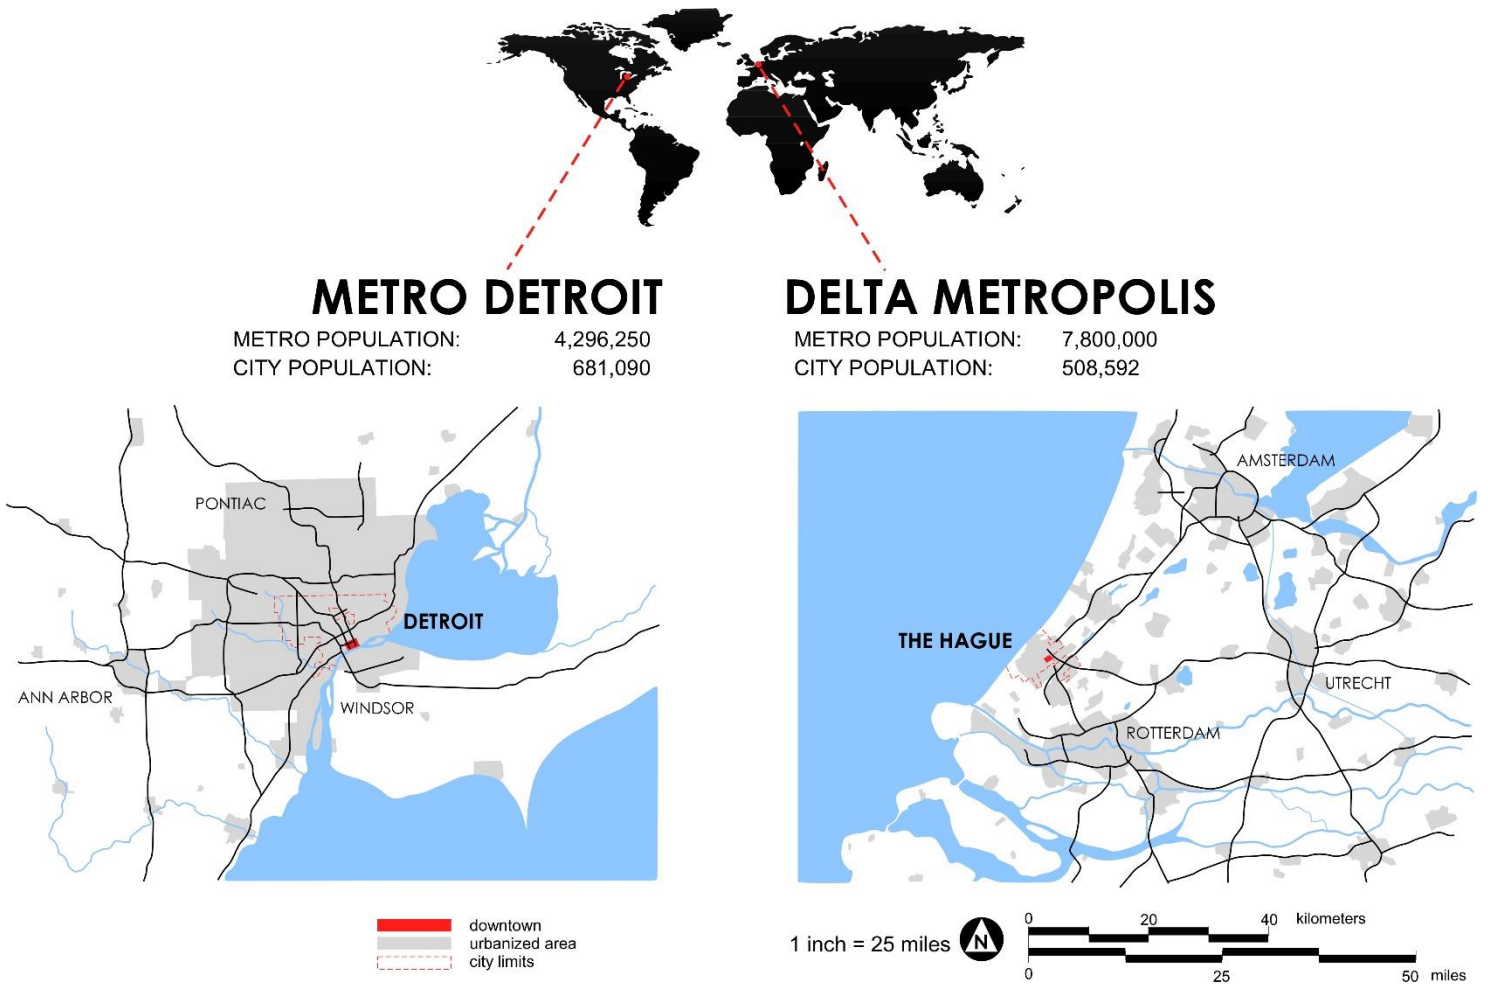 METRO DETROIT
METRO POPULATION: 4,296,250
CITY POPULATION: 681,090
DELTA METROPOLIS
METRO POPULATION: 7,800,000
CITY POPULATION: 508,592
PONTIAC
DETROIT
ANN ARBOR
WINDSOR
AMSTERDAM
THE HAGUE
UTRECHT
ROTTERDAM
downtown
urbanized area
city limits
1 inch = 25 miles
N
0 20 40 kilometers
0 25 50 miles